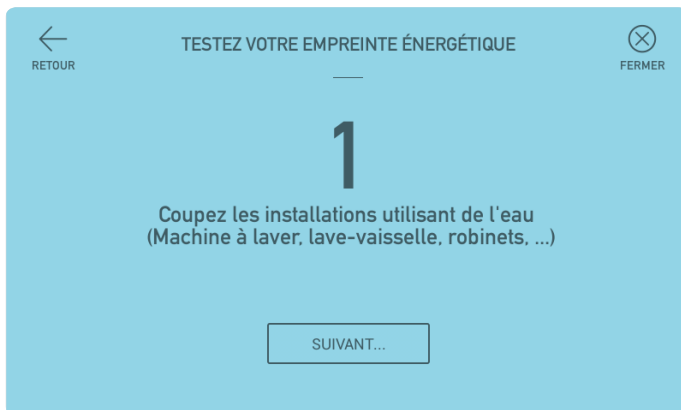 RETOUR
TESTEZ VOTRE EMPREINTE ÉNERGÉTIQUE
FERMER
1
Coupez les installations utilisant de l'eau
(Machine à laver, lave-vaisselle, robinets, ...)
SUIVANT...